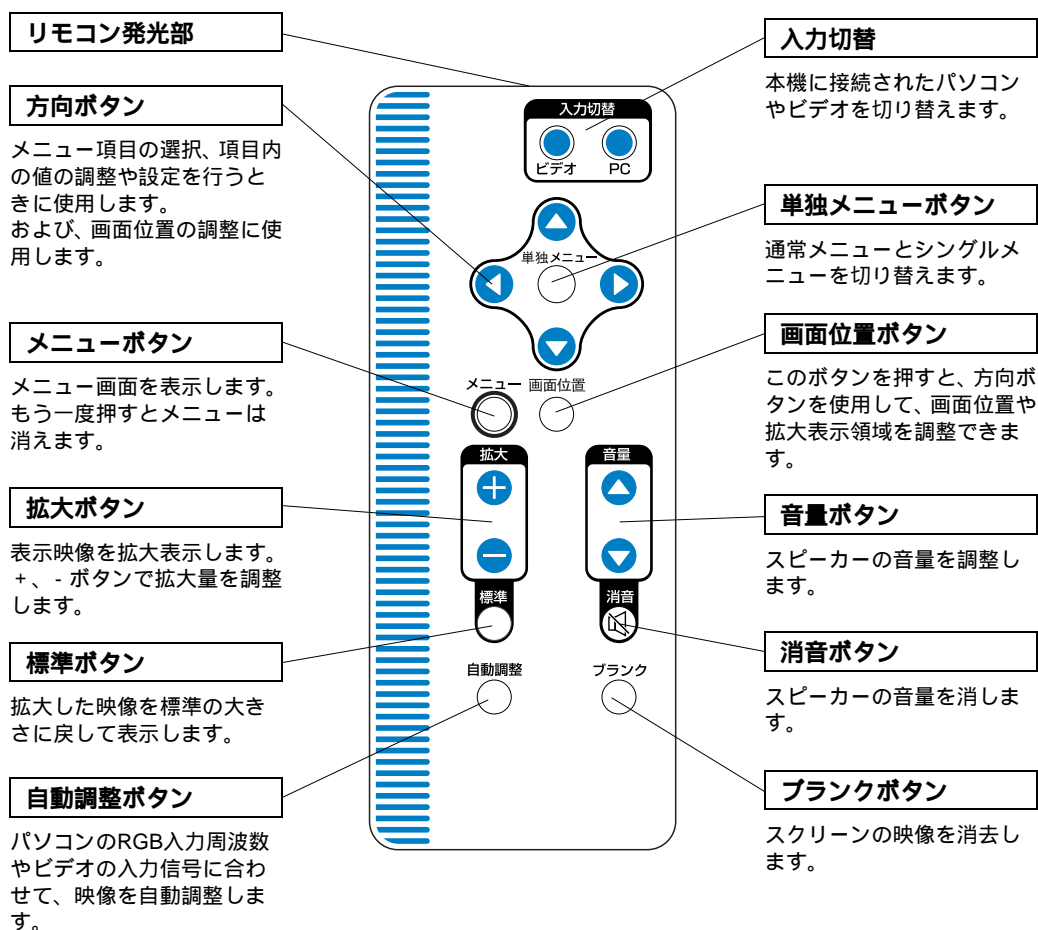 リモコン発光部
方向ボタン
メニュー項目の選択、項目内
の値の調整や設定を行うと
きに使用します。
および、画面位置の調整に使
用します。
メニューボタン
メニュー画面を表示します。
もう一度押すとメニューは
消えます。
拡大ボタン
表示映像を拡大表示します。
+、- ボタンで拡大量を調整
します。
標準ボタン
拡大した映像を標準の大き
さに戻して表示します。
自動調整ボタン
パソコンのRGB入力周波数
やビデオの入力信号に合わ
せて、映像を自動調整しま
す。
入力切替
ビデオ PC
単独メニュー
メニュー 画面位置
拡大 音量
標準 消音
自動調整 ブランク
入力切替
本機に接続されたパソコン
やビデオを切り替えます。
単独メニューボタン
通常メニューとシングルメ
ニューを切り替えます。
画面位置ボタン
このボタンを押すと、方向ボ
タンを使用して、画面位置や
拡大表示領域を調整できま
す。
音量ボタン
スピーカーの音量を調整し
ます。
消音ボタン
スピーカーの音量を消しま
す。
ブランクボタン
スクリーンの映像を消去し
ます。